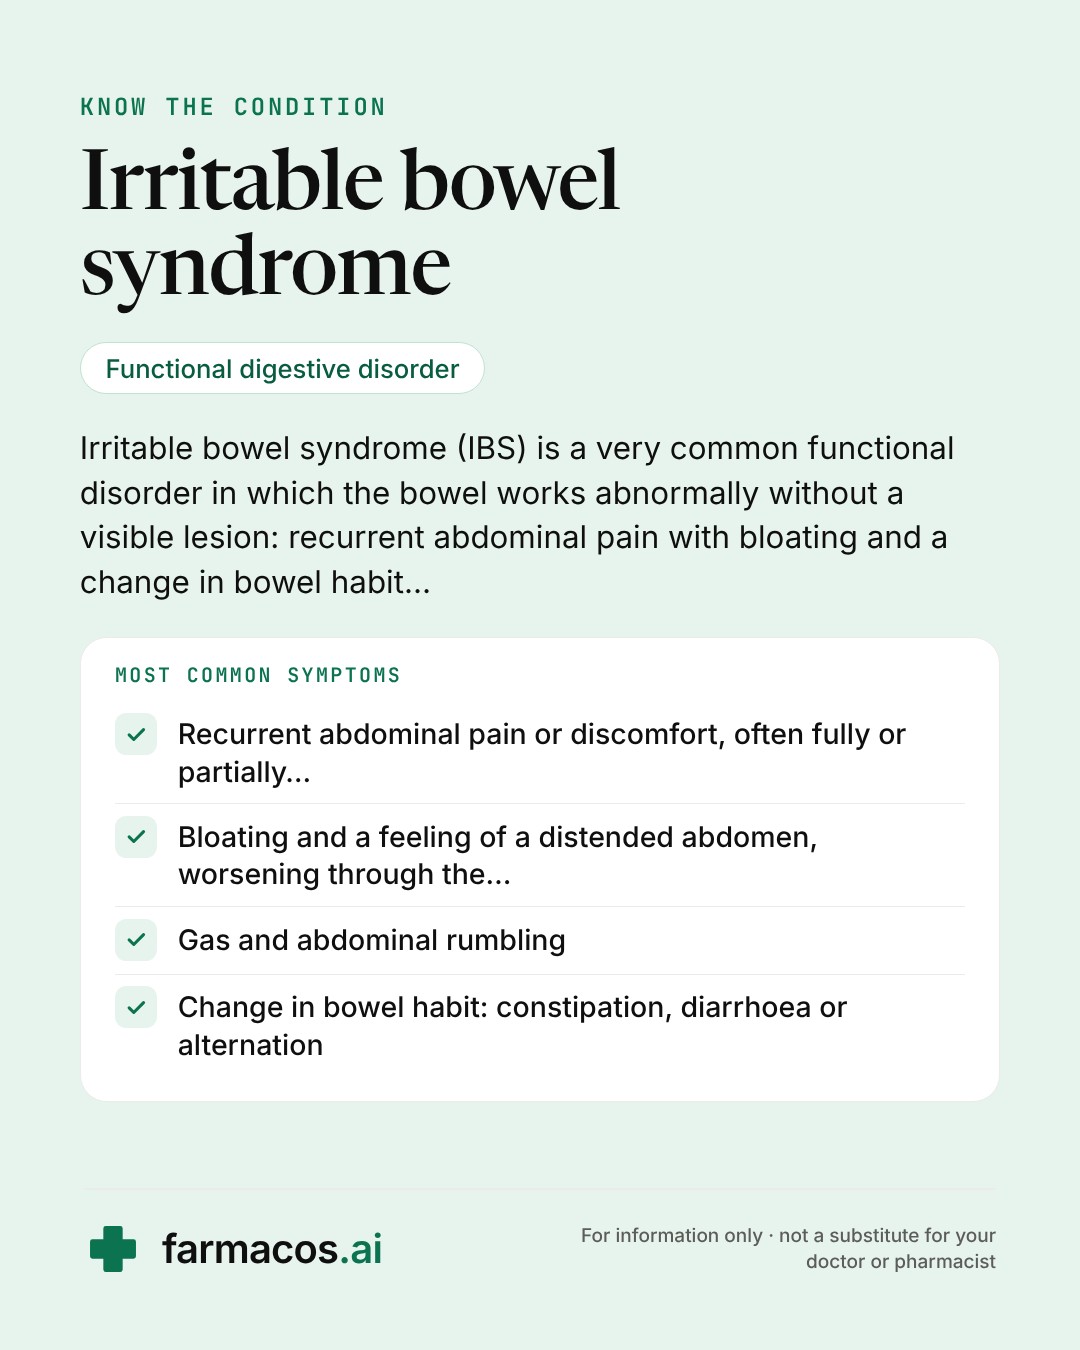 KNOW THE CONDITION
Irritable bowel
syndrome
Functional digestive disorder
Irritable bowel syndrome (IBS) is a very common functional
disorder in which the bowel works abnormally without a
visible lesion: recurrent abdominal pain with bloating and a
change in bowel habit...
MOST COMMON SYMPTOMS
Recurrent abdominal pain or discomfort, often fully or
partially...
Bloating and a feeling of a distended abdomen,
worsening through the...
Gas and abdominal rumbling
Change in bowel habit: constipation, diarrhoea or
alternation
farmacos.ai
For information only · not a substitute for your
doctor or pharmacist